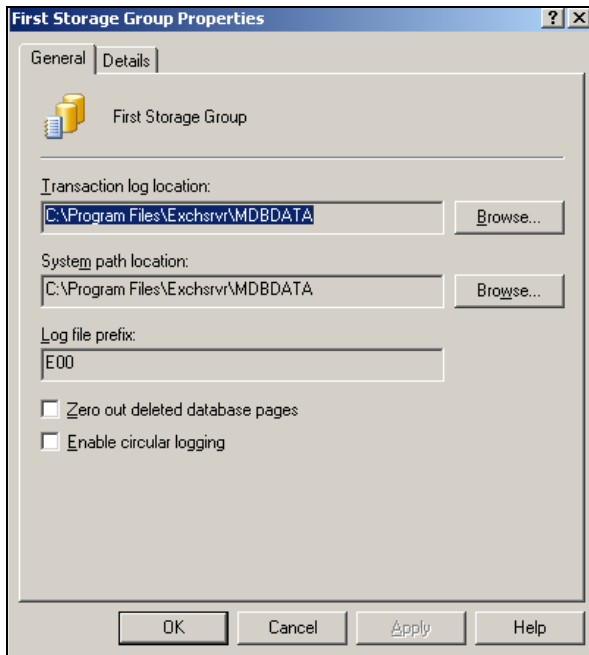 First Storage Group Properties
General Details
First Storage Group
Transaction log location:
C:\Program Files\Exchsrvr\MDBDATA
Browse...
System path location:
C:\Program Files\Exchsrvr\MDBDATA
Browse...
Log file prefix:
E00
Zero out deleted database pages
Enable circular logging
OK Cancel Apply Help